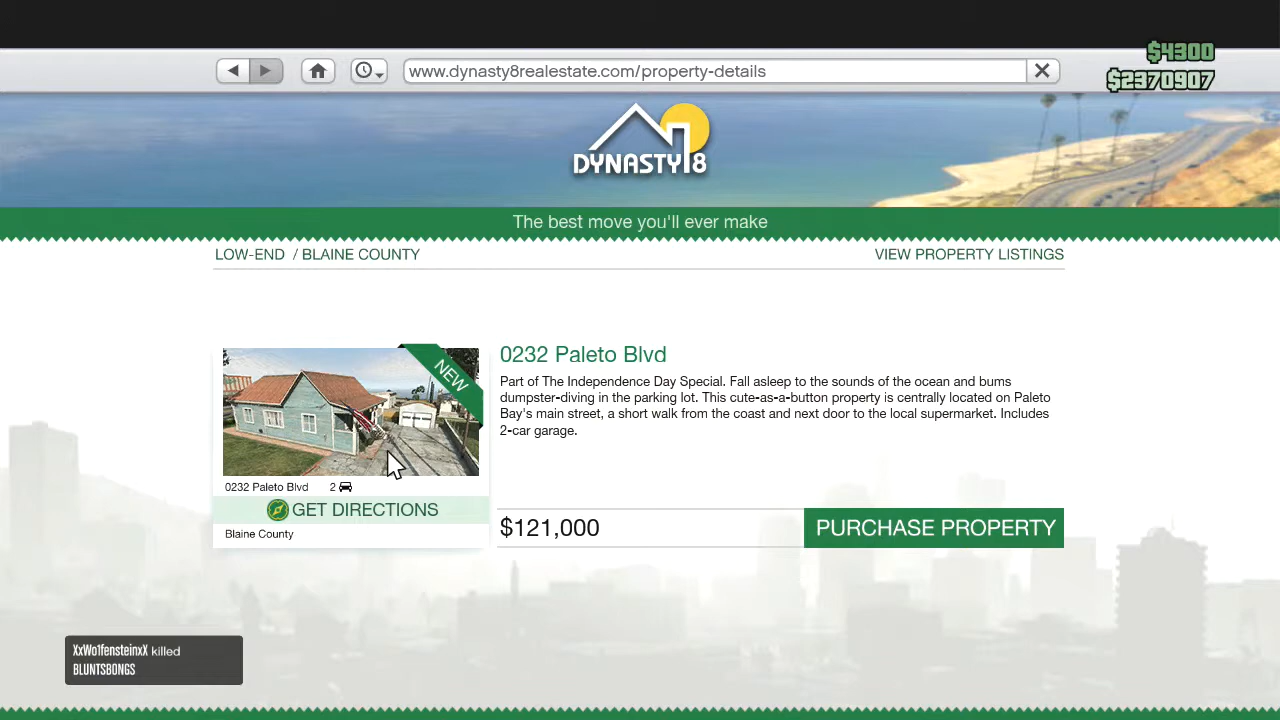 $4300
www.dynasty8realestate.com/property-details
$2370907
DYNASTY 8
The best move you'll ever make
LOW-END / BLAINE COUNTY
VIEW PROPERTY LISTINGS
NEW
0232 Paleto Blvd
2
GET DIRECTIONS
Blaine County
0232 Paleto Blvd
Part of The Independence Day Special. Fall asleep to the sounds of the ocean and bums
dumpster-diving in the parking lot. This cute-as-a-button property is centrally located on Paleto
Bay's main street, a short walk from the coast and next door to the local supermarket. Includes
2-car garage.
$121,000
PURCHASE PROPERTY
XxWo1fensteinxX killed
BLUNTSBONGS